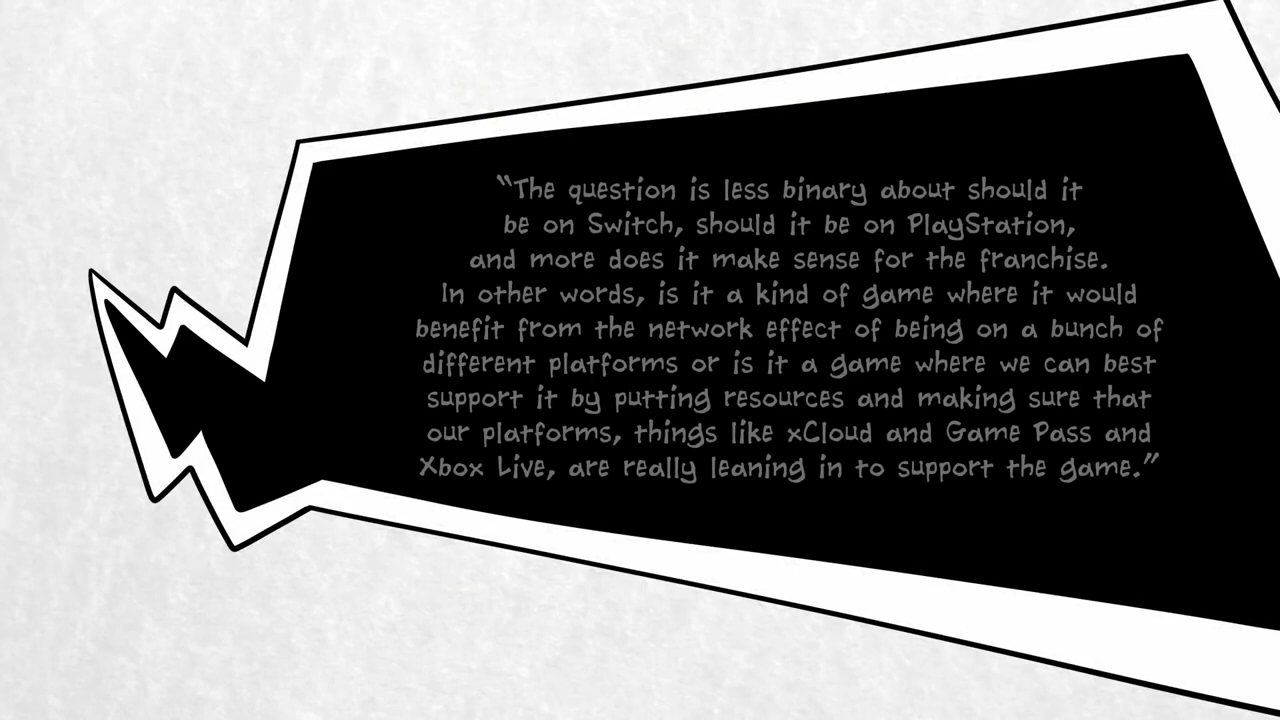 “The question is less binary about should it
be on Switch, should it be on PlayStation,
and more does it make sense for the franchise.
In other words, is it a kind of game where it would
benefit from the network effect of being on a bunch of
different platforms or is it a game where we can best
support it by putting resources and making sure that
our platforms, things like xCloud and Game Pass and
Xbox Live, are really leaning in to support the game.”